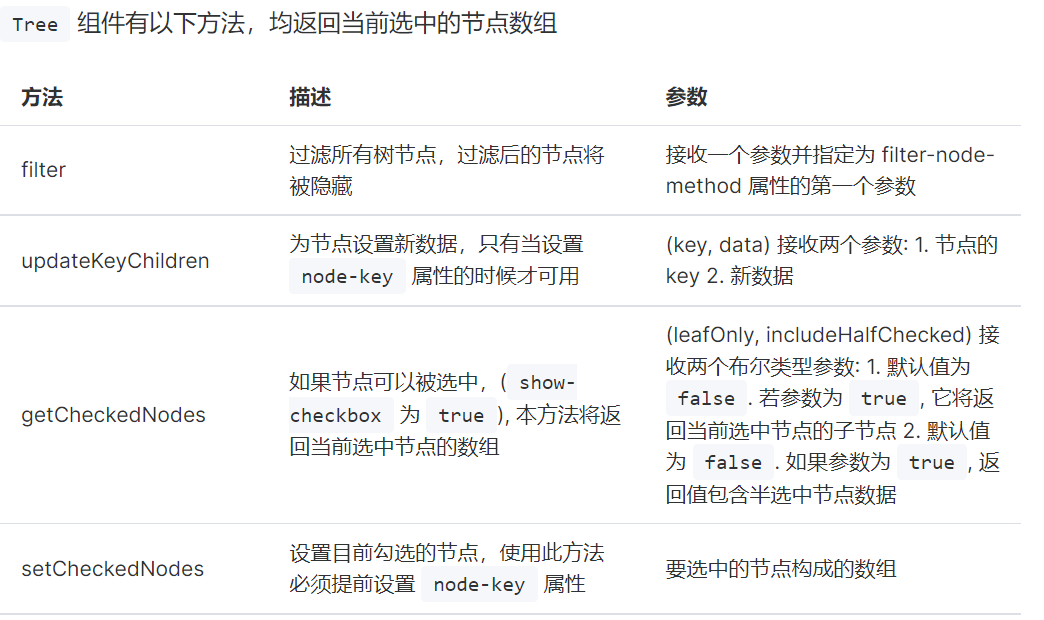 Tree 组件有以下方法，均返回当前选中的节点数组
方法 描述 参数
filter
过滤所有树节点，过滤后的节点将
被隐藏
接收一个参数并指定为 filter-node-
method 属性的第一个参数
updateKeyChildren
为节点设置新数据，只有当设置
node-key 属性的时候才可用
(key, data) 接收两个参数: 1. 节点的
key 2. 新数据
getCheckedNodes
如果节点可以被选中，( show-
checkbox 为 true ), 本方法将返
回当前选中节点的数组
(leafOnly, includeHalfChecked) 接
收两个布尔类型参数: 1. 默认值为
false . 若参数为 true , 它将返
回当前选中节点的子节点 2. 默认值
为 false . 如果参数为 true , 返
回值包含半选中节点数据
setCheckedNodes
设置目前勾选的节点，使用此方法
必须提前设置 node-key 属性
要选中的节点构成的数组